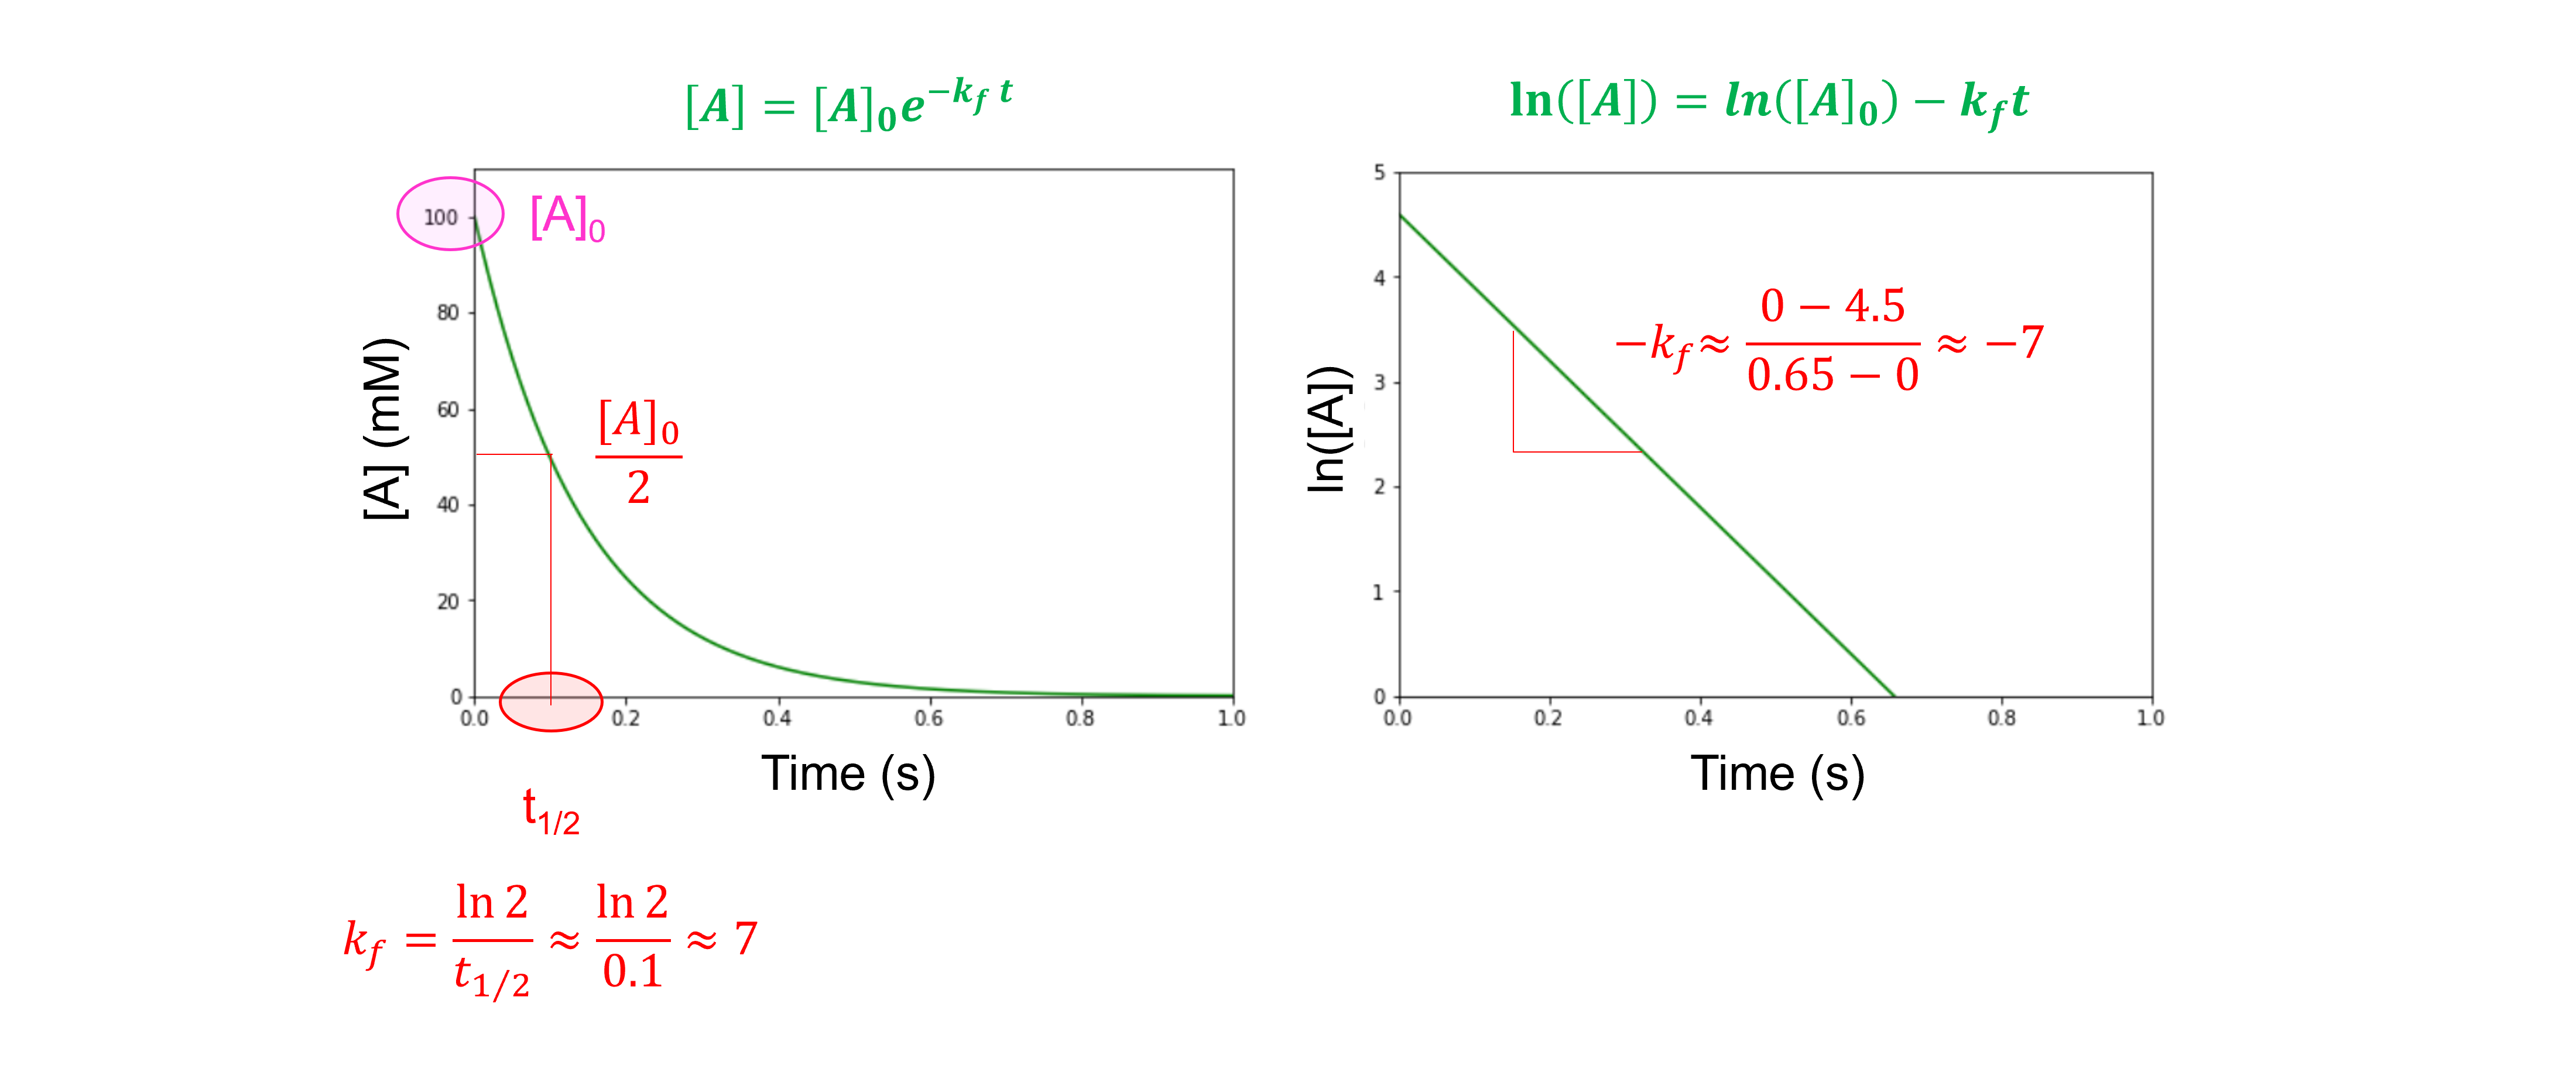 [A] = [A]₀e^{−k_f t}
[A]₀
100
80
60
40
20
0
[A] (mM)
[A]₀
2
0.0 0.2 0.4 0.6 0.8 1.0
Time (s)
t₁/₂
k_f = ln 2 / t₁/₂ ≈ ln 2 / 0.1 ≈ 7
ln([A]) = ln([A]₀) − k_f t
5
4
3
2
1
0
ln([A])
−k_f ≈ 0 − 4.5 / 0.65 − 0 ≈ −7
0.0 0.2 0.4 0.6 0.8 1.0
Time (s)